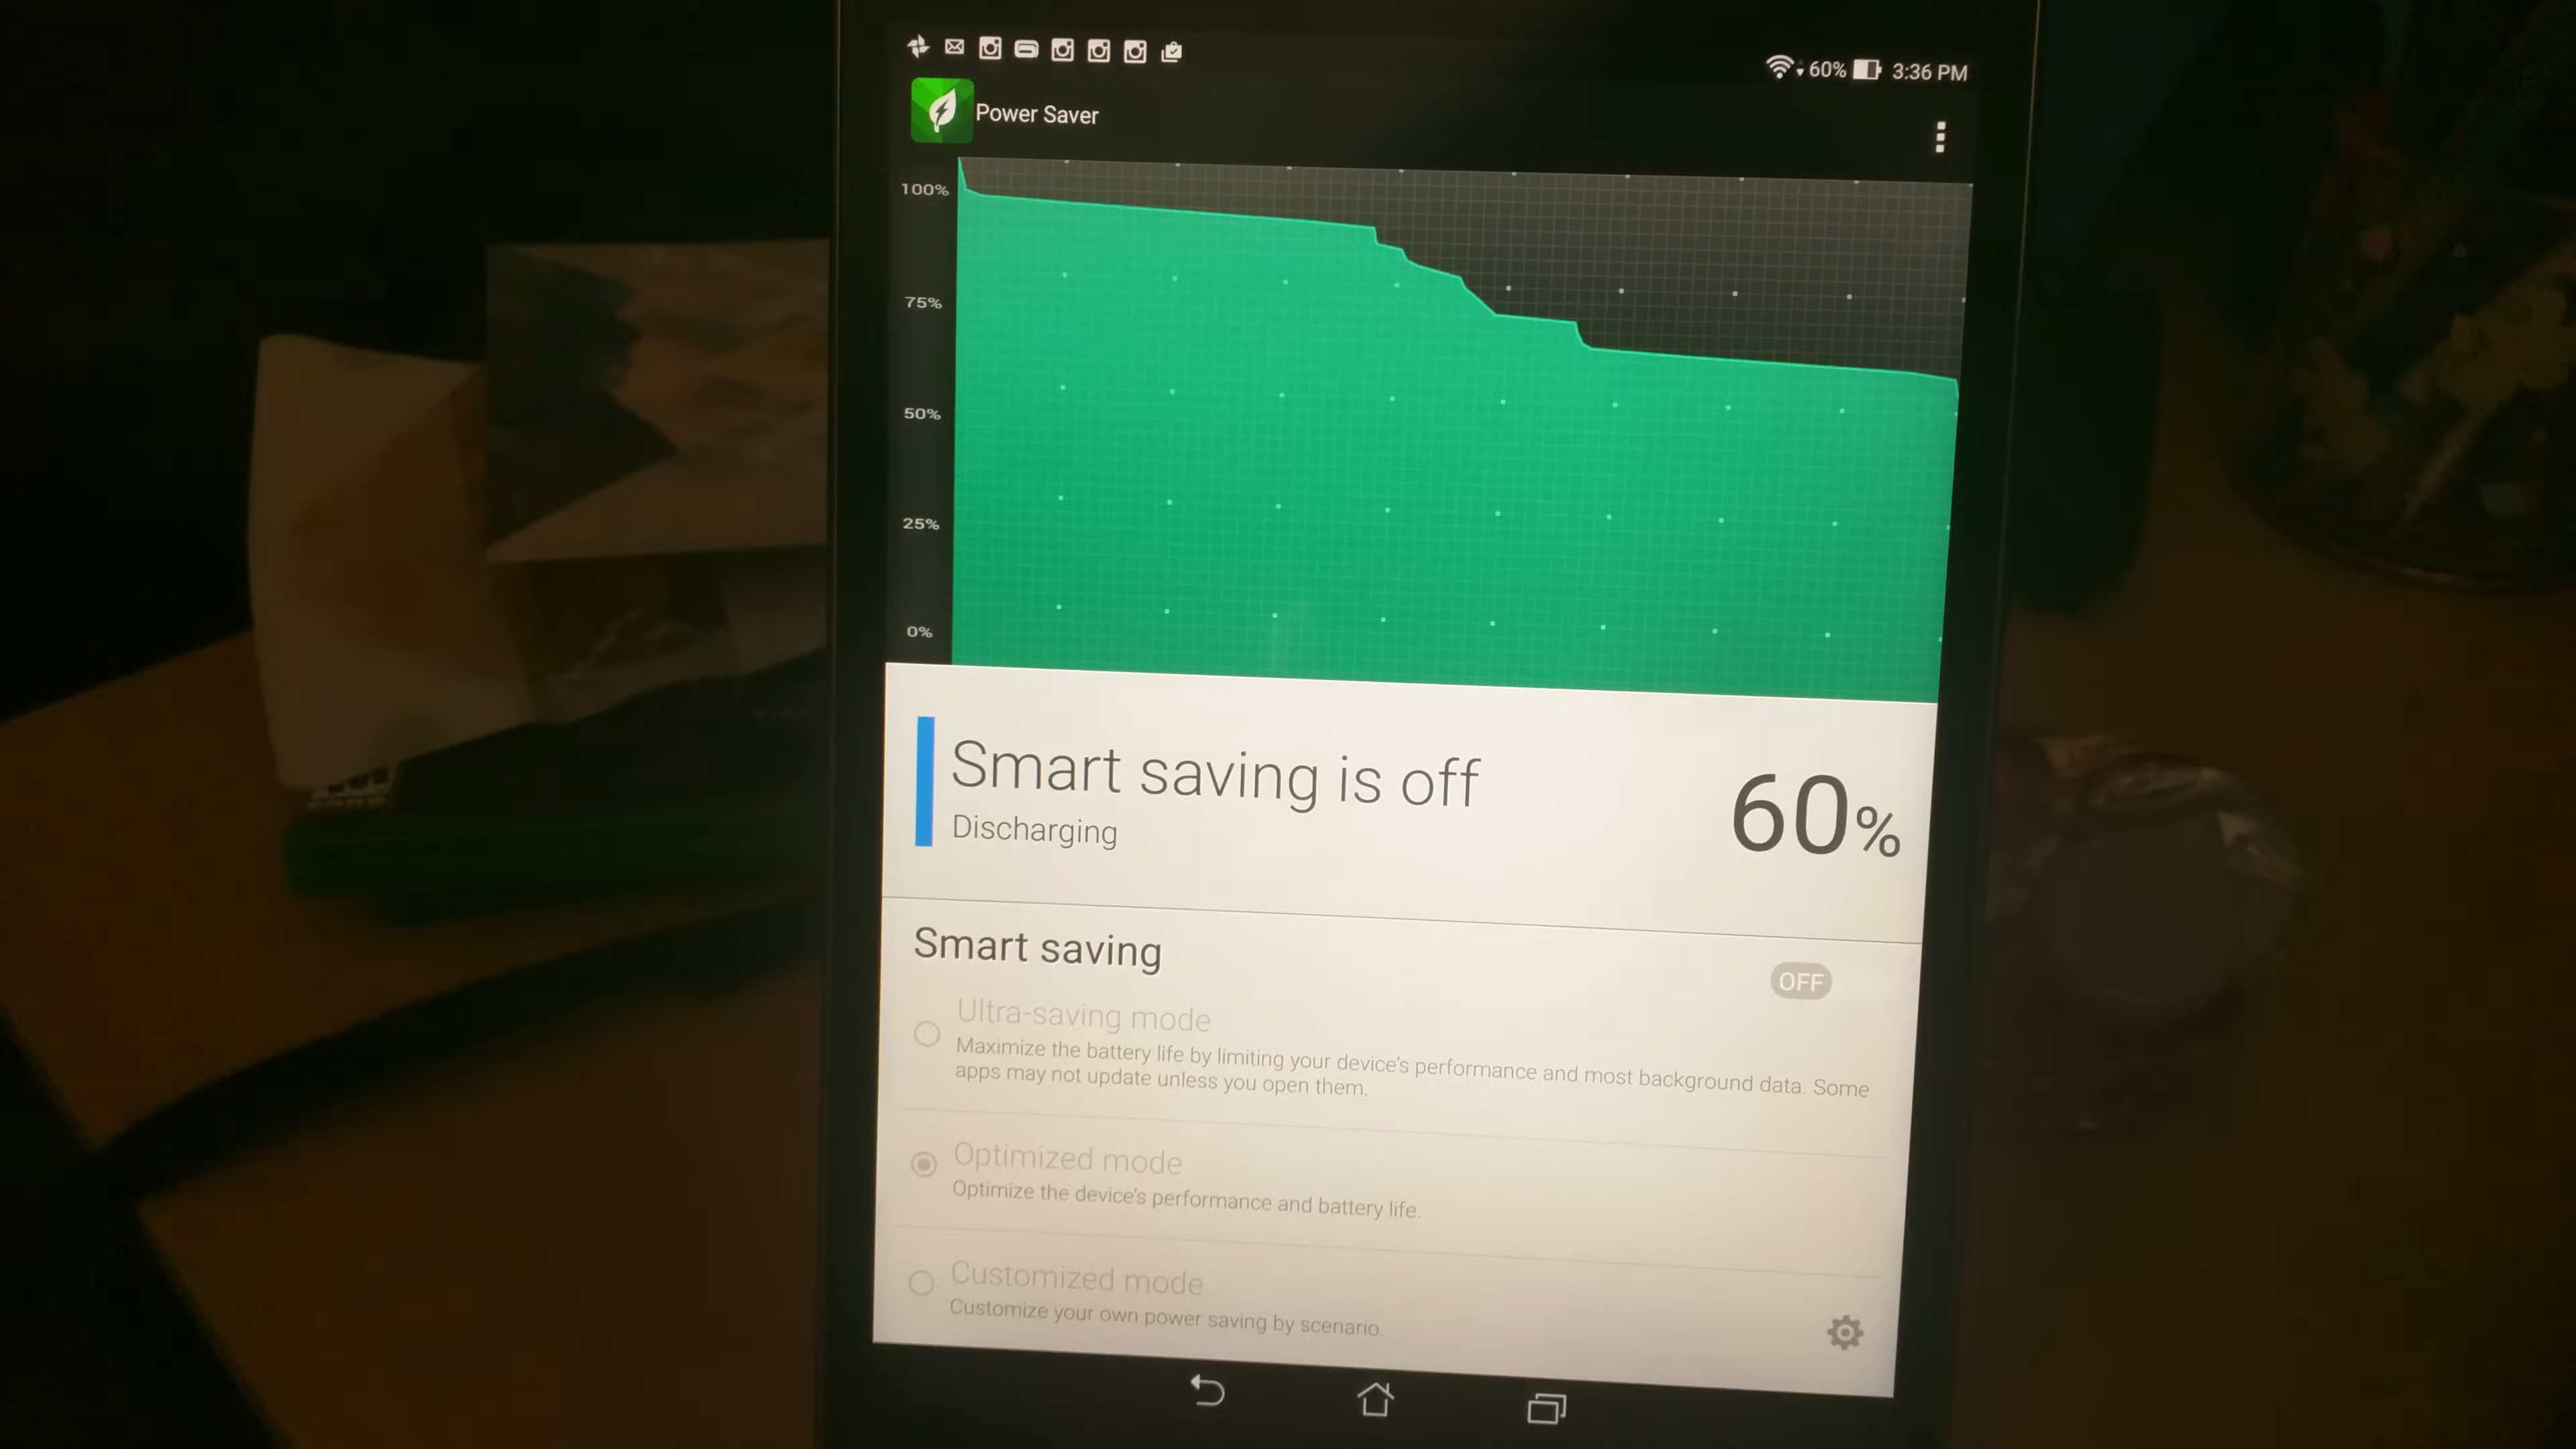 60% 3:36 PM
Power Saver
100%
75%
50%
25%
0%
Smart saving is off
Discharging
60%
Smart saving
OFF
Ultra-saving mode
Maximize the battery life by limiting your device's performance and most background data. Some
apps may not update unless you open them.
Optimized mode
Optimize the device's performance and battery life.
Customized mode
Customize your own power saving by scenario.